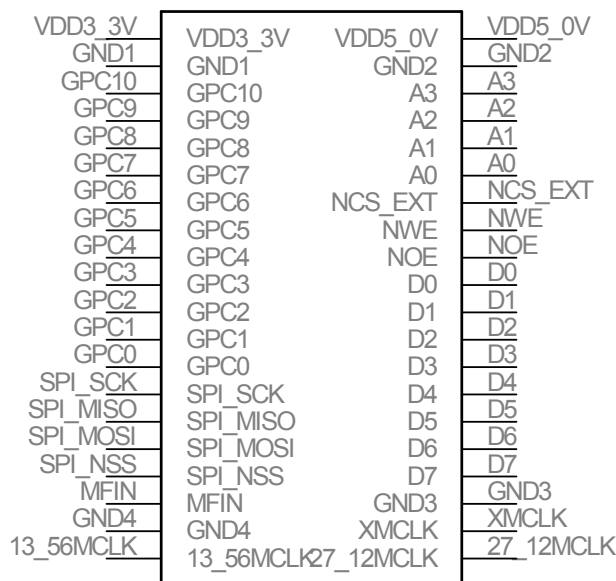 VDD3_3V VDD3_3V VDD5_0V VDD5_0V
GND1 GND1 GND2 GND2
GPC10 GPC10 A3 A3
GPC9 GPC9 A2 A2
GPC8 GPC8 A1 A1
GPC7 GPC7 A0 A0
GPC6 GPC6 NCS_EXT NCS_EXT
GPC5 GPC5 NWE NWE
GPC4 GPC4 NOE NOE
GPC3 GPC3 D0 D0
GPC2 GPC2 D1 D1
GPC1 GPC1 D2 D2
GPC0 GPC0 D3 D3
SPI_SCK SPI_SCK D4 D4
SPI_MISO SPI_MISO D5 D5
SPI_MOSI SPI_MOSI D6 D6
SPI_NSS SPI_NSS D7 D7
MFIN MFIN GND3 GND3
GND4 GND4 XMCLK XMCLK
13_56MCLK 13_56MCLK 27_12MCLK 27_12MCLK